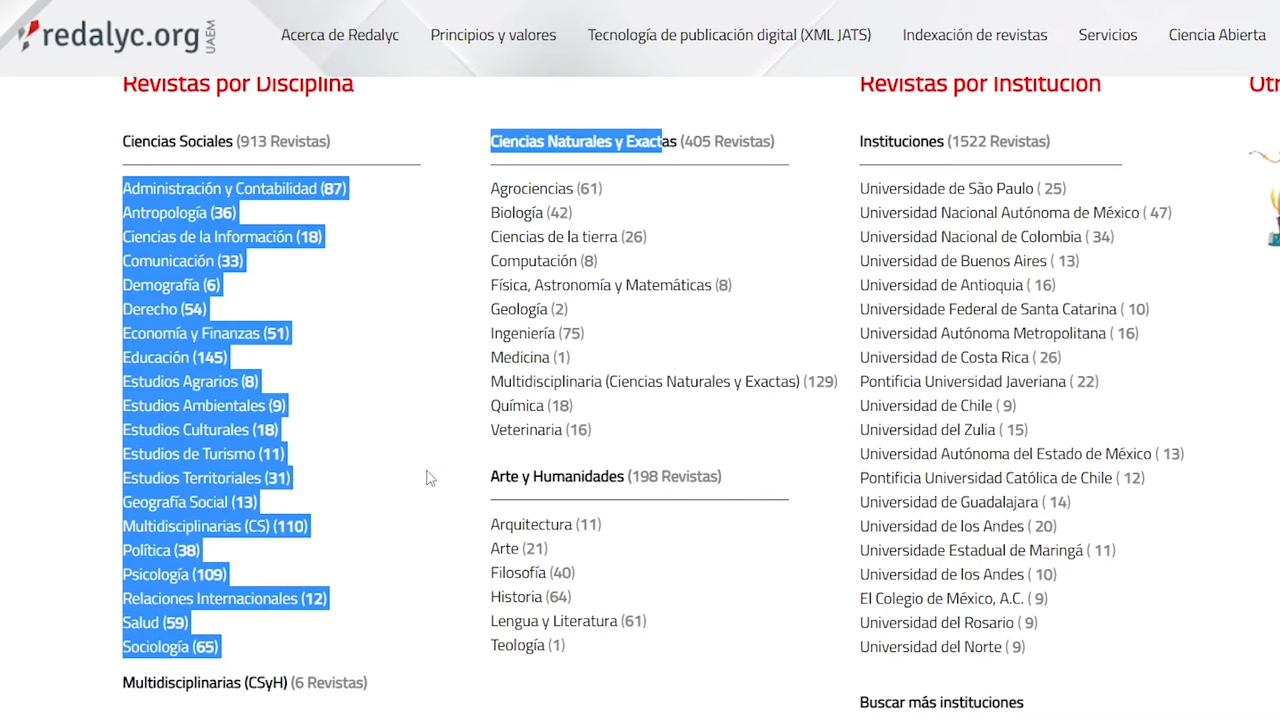 redalyc.org
UAEM
Acerca de Redalyc
Principios y valores
Tecnología de publicación digital (XML JATS)
Indexación de revistas
Servicios
Ciencia Abierta
Revistas por Disciplina
Ciencias Sociales (913 Revistas)
Administración y Contabilidad (87)
Antropología (36)
Ciencias de la Información (18)
Comunicación (33)
Demografía (6)
Derecho (54)
Economía y Finanzas (51)
Educación (145)
Estudios Agrarios (8)
Estudios Ambientales (9)
Estudios Culturales (18)
Estudios de Turismo (11)
Estudios Territoriales (31)
Geografía Social (13)
Multidisciplinarias (CS) (110)
Política (38)
Psicología (109)
Relaciones Internacionales (12)
Salud (59)
Sociología (65)
Multidisciplinarias (CSyH) (6 Revistas)
Ciencias Naturales y Exactas (405 Revistas)
Agrociencias (61)
Biología (42)
Ciencias de la tierra (26)
Computación (8)
Física, Astronomía y Matemáticas (8)
Geología (2)
Ingeniería (75)
Medicina (1)
Multidisciplinaria (Ciencias Naturales y Exactas) (129)
Química (18)
Veterinaria (16)
Arte y Humanidades (198 Revistas)
Arquitectura (11)
Arte (21)
Filosofía (40)
Historia (64)
Lengua y Literatura (61)
Teología (1)
Revistas por Institución
Instituciones (1522 Revistas)
Universidade de São Paulo ( 25)
Universidad Nacional Autónoma de México ( 47)
Universidad Nacional de Colombia ( 34)
Universidad de Buenos Aires ( 13)
Universidad de Antioquia ( 16)
Universidade Federal de Santa Catarina ( 10)
Universidad Autónoma Metropolitana ( 16)
Universidad de Costa Rica ( 26)
Pontificia Universidad Javeriana ( 22)
Universidad de Chile ( 9)
Universidad del Zulia ( 15)
Universidad Autónoma del Estado de México ( 13)
Pontificia Universidad Católica de Chile ( 12)
Universidad de Guadalajara ( 14)
Universidad de los Andes ( 20)
Universidade Estadual de Maringá ( 11)
Universidad de los Andes ( 10)
El Colegio de México, A.C. ( 9)
Universidad del Rosario ( 9)
Universidad del Norte ( 9)
Buscar más instituciones